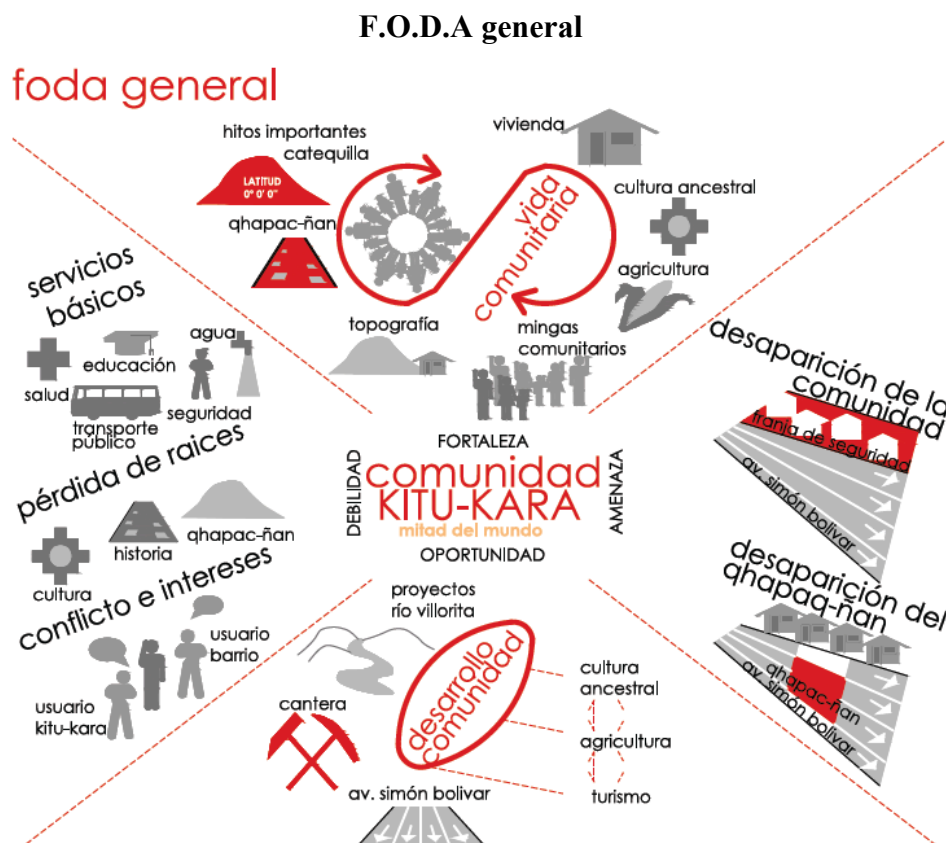 F.O.D.A general
foda general
hitos importantes
catequilla
LATITUD
0° 0' 0"
qhapac-ñan
vida
comunitaria
vivienda
cultura ancestral
agricultura
topografía
mingas
comunitarios
servicios
básicos
agua
educación
salud
seguridad
transporte
público
pérdida de raices
qhapac-ñan
historia
cultura
conflicto e intereses
usuario
barrio
usuario
kitu-kara
FORTALEZA
DEBILIDAD
comunidad
KITU-KARA
mitad del mundo
AMENAZA
OPORTUNIDAD
proyectos
río villorita
cantera
desarrollo
comunidad
cultura
ancestral
agricultura
turismo
av. simón bolivar
desaparición de la
comunidad
franja de seguridad
av. simón bolivar
desaparición del
qhapaq-ñan
qhapac-ñan
av. simón bolivar